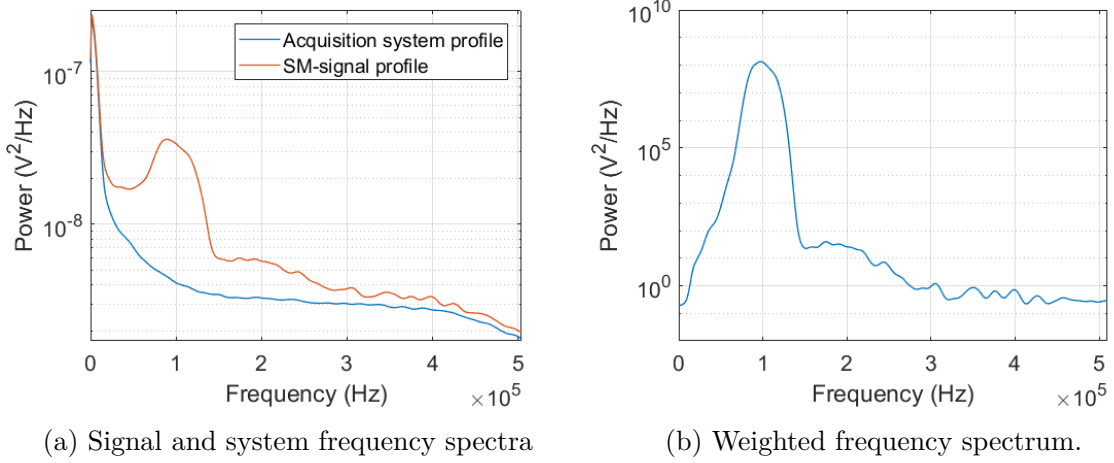 Acquisition system profile
SM-signal profile
10^-7
10^-8
Power (V^2/Hz)
0 1 2 3 4 5
Frequency (Hz)
×10^5
(a) Signal and system frequency spectra
10^10
10^5
10^0
Power (V^2/Hz)
0 1 2 3 4 5
Frequency (Hz)
×10^5
(b) Weighted frequency spectrum.